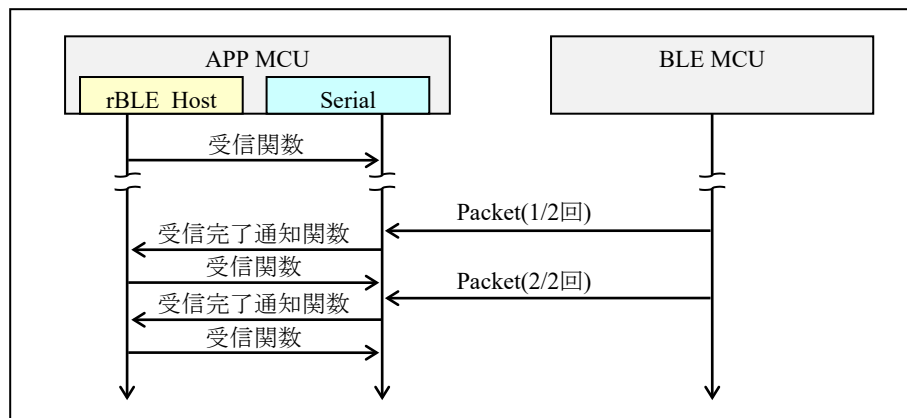 APP MCU
BLE MCU
rBLE_Host
Serial
受信関数
Packet(1/2回)
受信完了通知関数
受信関数
Packet(2/2回)
受信完了通知関数
受信関数